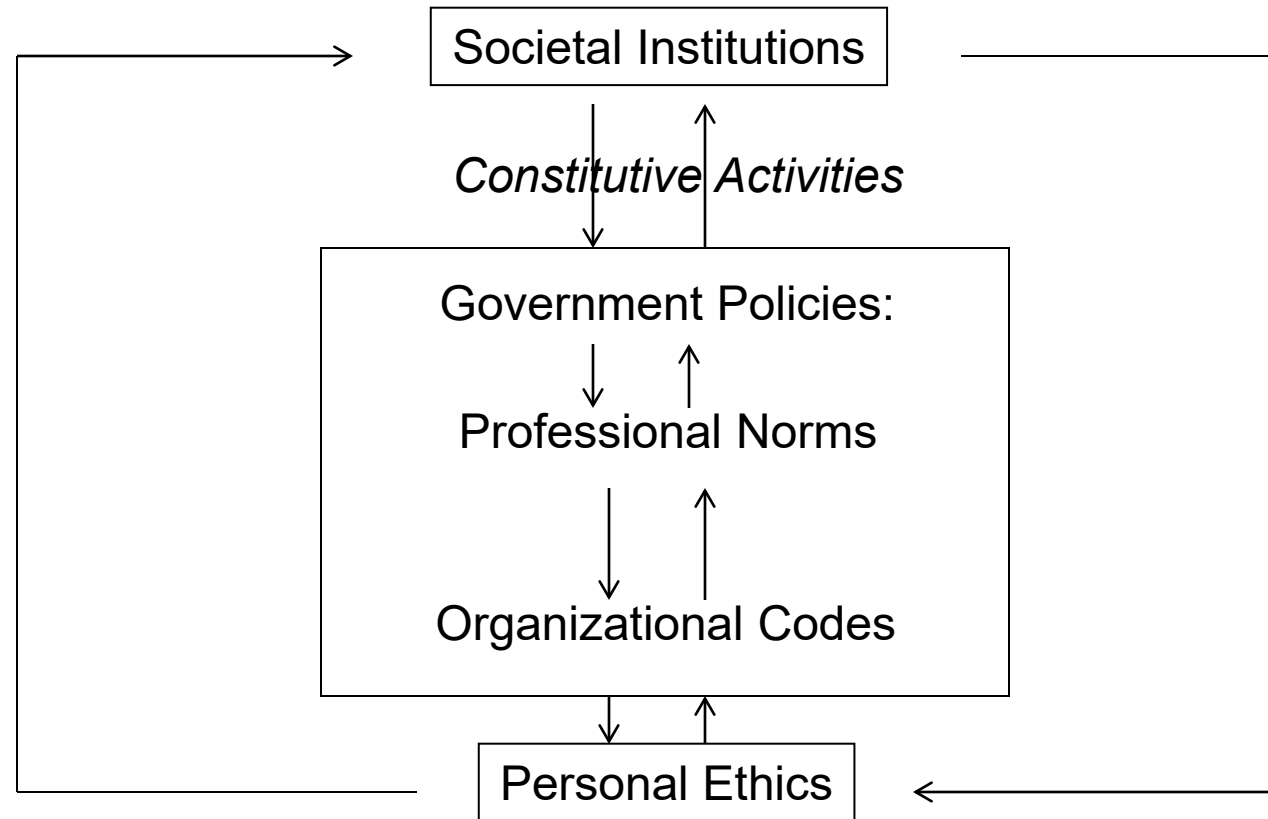 Societal Institutions
Constitutive Activities
Government Policies:
Professional Norms
Organizational Codes
Personal Ethics